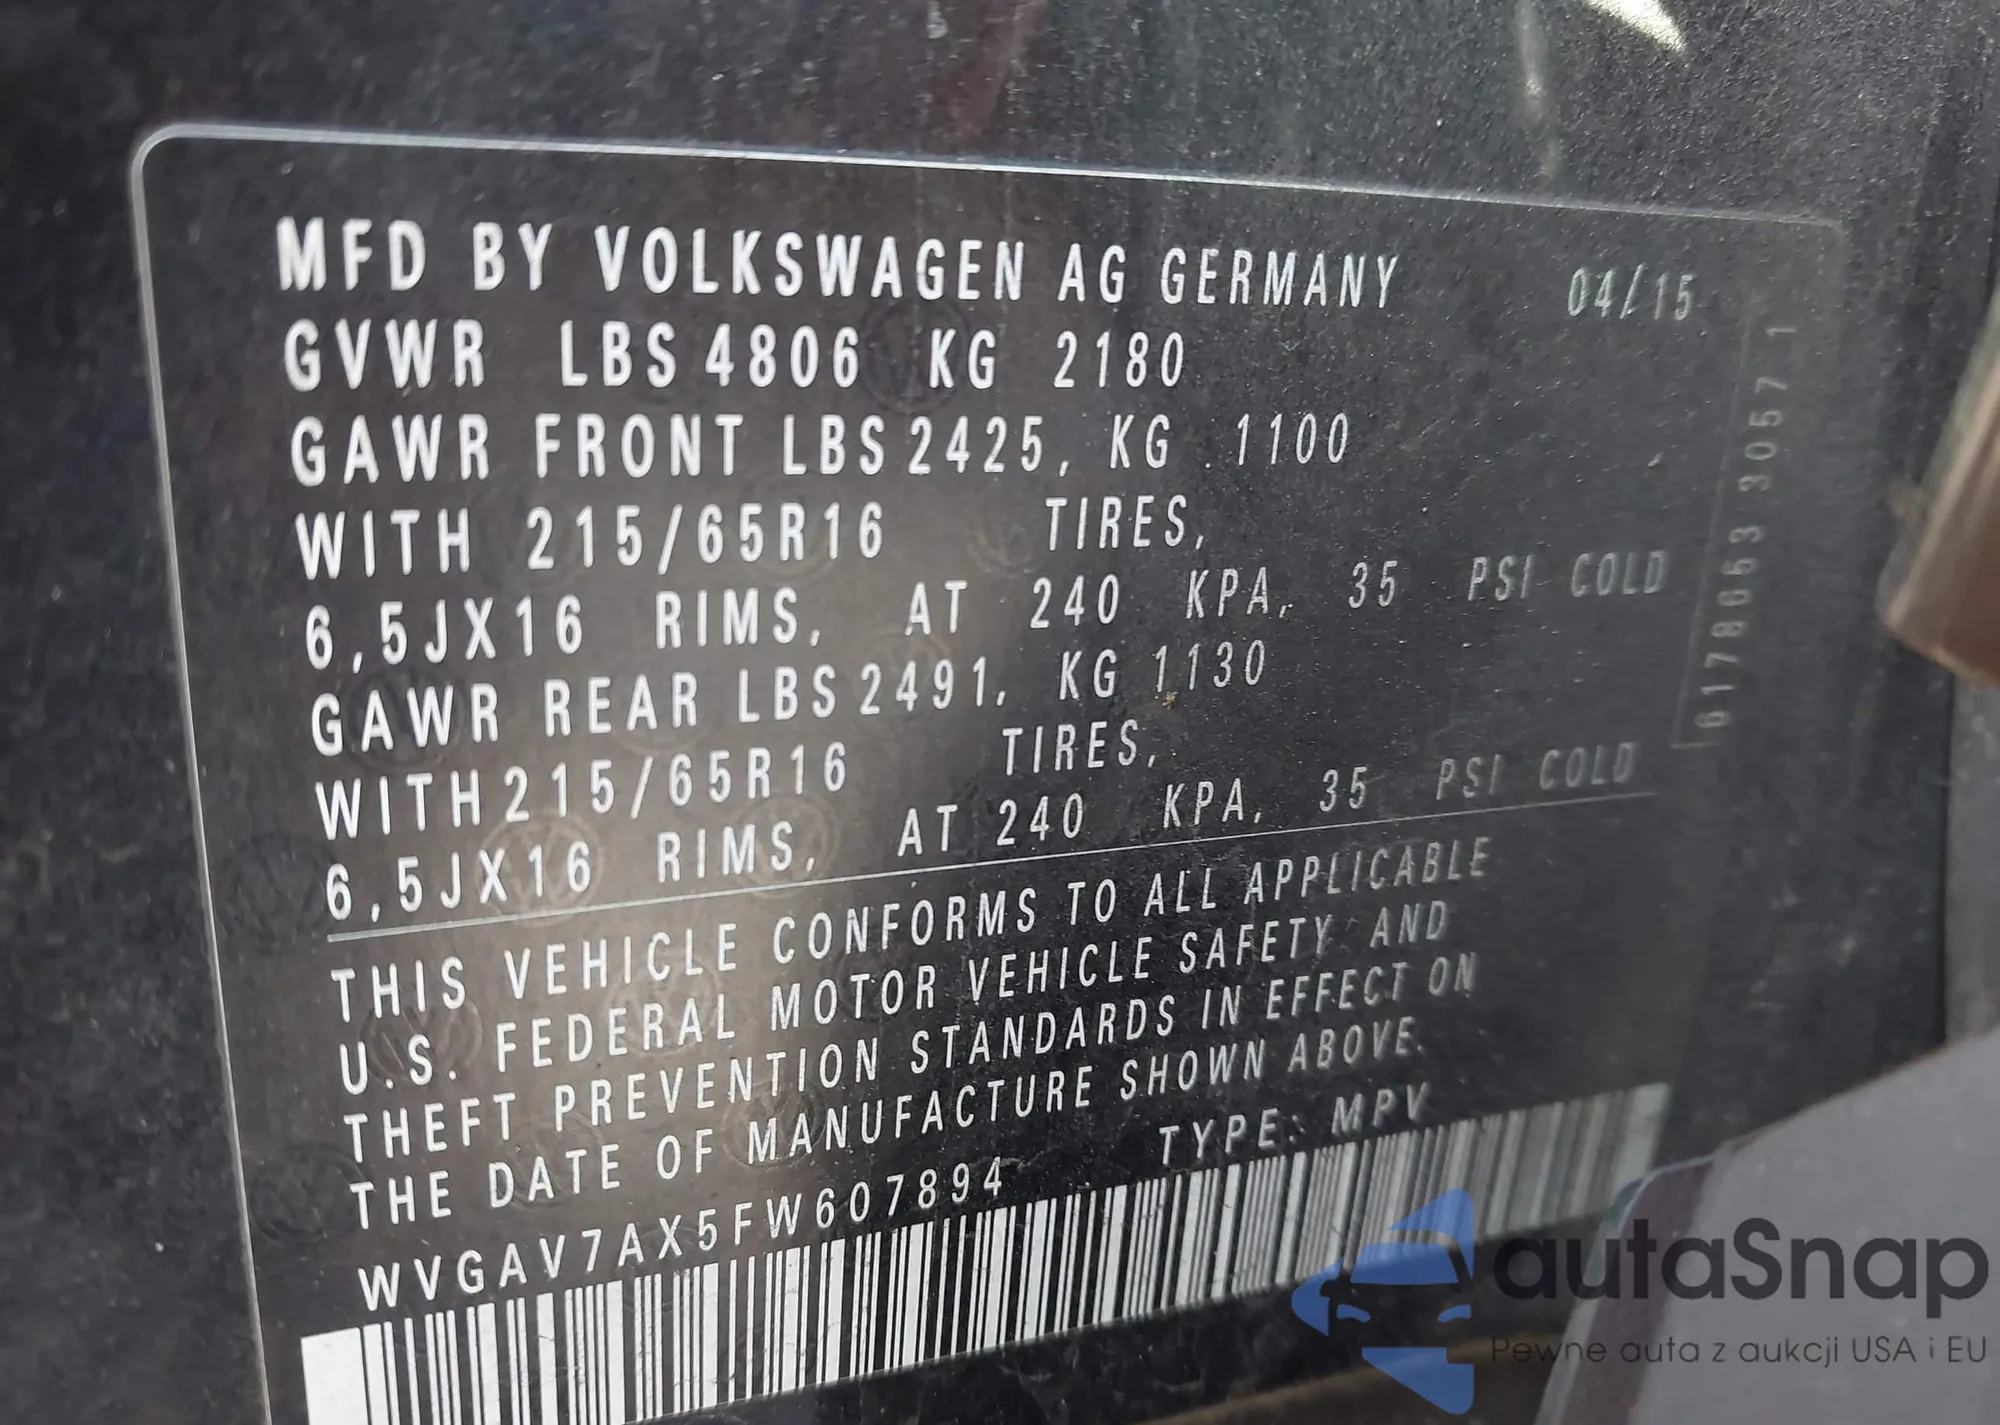 MFD BY VOLKSWAGEN AG GERMANY 04/15
GVWR LBS 4806 KG 2180
GAWR FRONT LBS 2425, KG 1100
WITH 215/65R16 TIRES,
6,5JX16 RIMS, AT 240 KPA, 35 PSI COLD
GAWR REAR LBS 2491, KG 1130
WITH 215/65R16 TIRES,
6,5JX16 RIMS, AT 240 KPA, 35 PSI COLD
THIS VEHICLE CONFORMS TO ALL APPLICABLE
U.S. FEDERAL MOTOR VEHICLE SAFETY AND
THEFT PREVENTION STANDARDS IN EFFECT ON
THE DATE OF MANUFACTURE SHOWN ABOVE.
WVGAV7AX5FW607894 TYPE: MPV
6178063 30571
autaSnap
Pewne auta z aukcji USA i EU